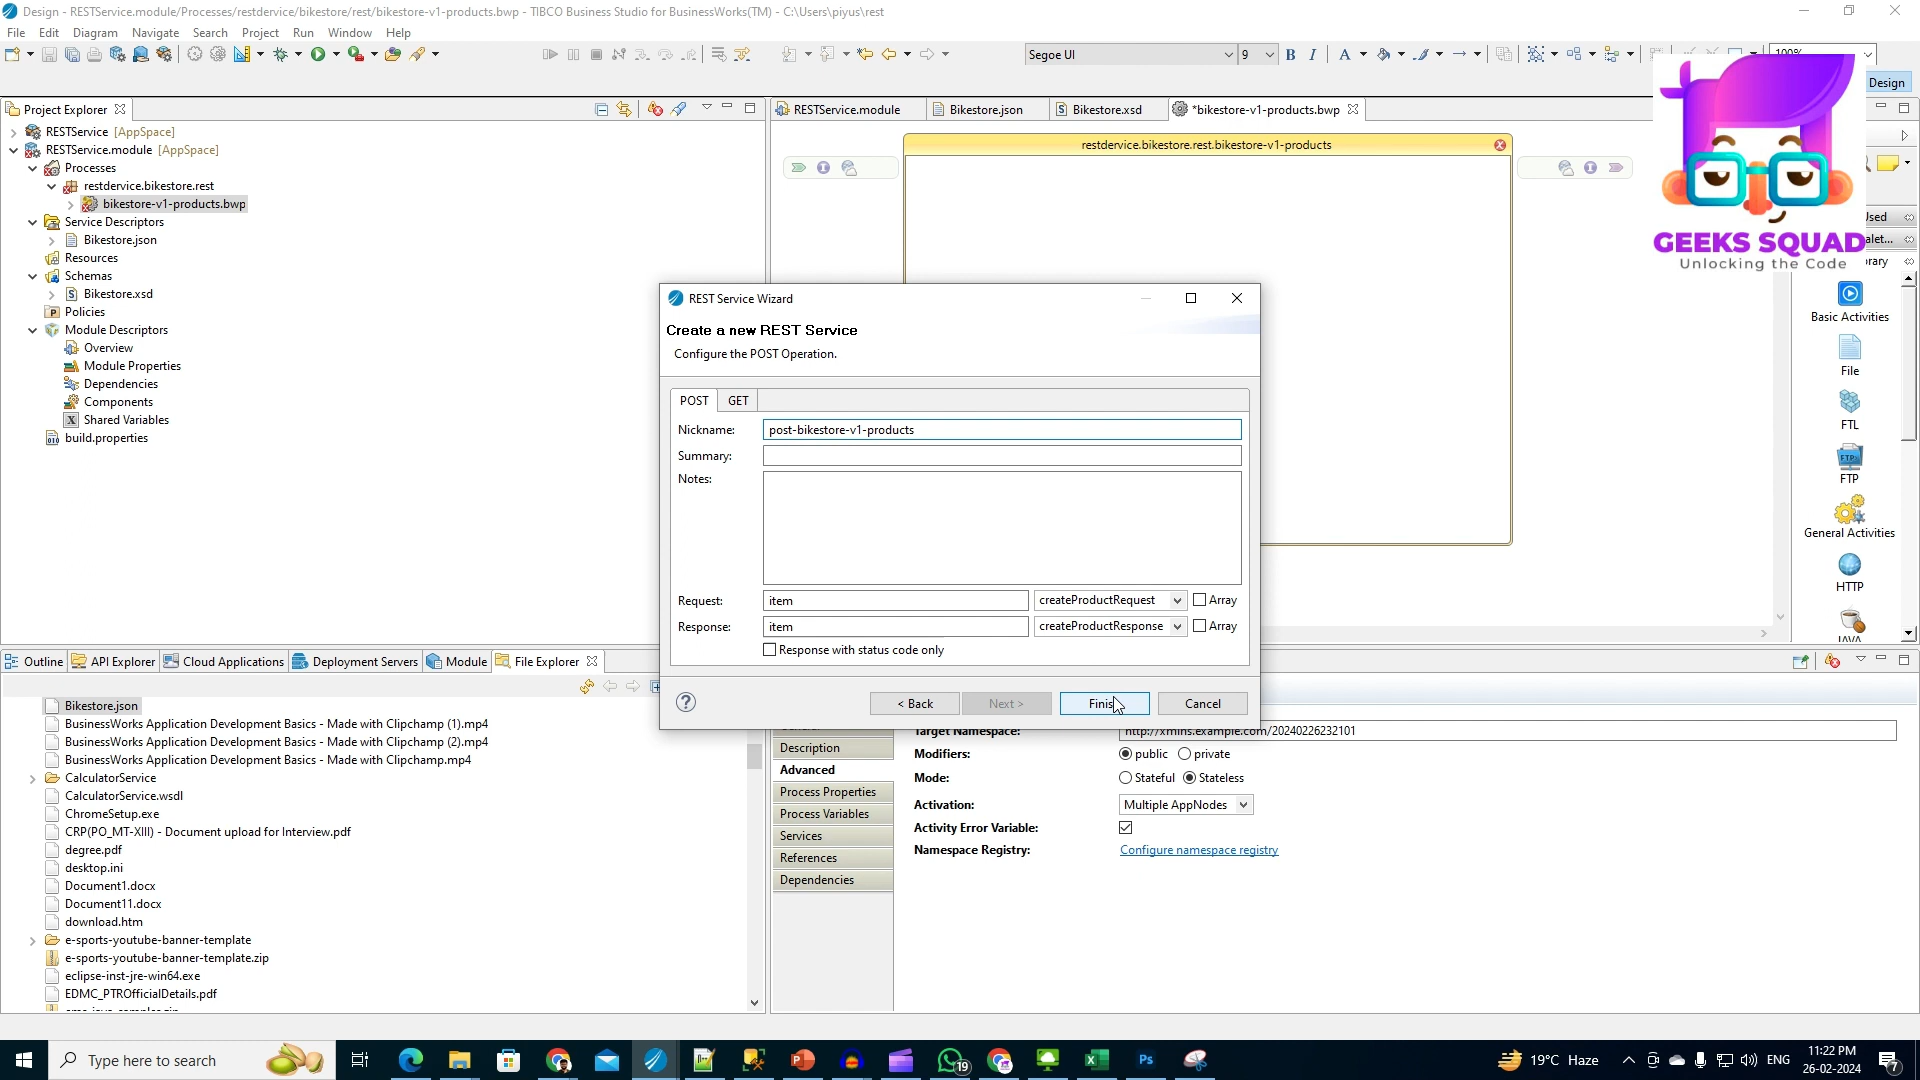 Design - RESTService.module/Processes/restdervice/bikestore/rest/bikestore-v1-products.bwp - TIBCO Business Studio for BusinessWorks(TM) - C:\Users\piyus\rest
File Edit Diagram Navigate Search Project Run Window Help
Segoe UI 9 B I A 100%
Design
Project Explorer
RESTService.module
Bikestore.json
Bikestore.xsd
*bikestore-v1-products.bwp
RESTService [AppSpace]
RESTService.module [AppSpace]
Processes
restdervice.bikestore.rest
bikestore-v1-products.bwp
Service Descriptors
Bikestore.json
Resources
Schemas
Bikestore.xsd
Policies
Module Descriptors
Overview
Module Properties
Dependencies
Components
Shared Variables
build.properties
restdervice.bikestore.rest.bikestore-v1-products
GEEKS SQUAD
Unlocking the Code
Basic Activities
File
FTL
FTP
General Activities
HTTP
JAVA
REST Service Wizard
Create a new REST Service
Configure the POST Operation.
POST GET
Nickname: post-bikestore-v1-products
Summary:
Notes:
Request: item createProductRequest Array
Response: item createProductResponse Array
Response with status code only
< Back Next > Finis Cancel
Outline API Explorer Cloud Applications Deployment Servers Module File Explorer
Bikestore.json
BusinessWorks Application Development Basics - Made with Clipchamp (1).mp4
BusinessWorks Application Development Basics - Made with Clipchamp (2).mp4
BusinessWorks Application Development Basics - Made with Clipchamp.mp4
CalculatorService
CalculatorService.wsdl
ChromeSetup.exe
CRP(PO_MT-XIII) - Document upload for Interview.pdf
degree.pdf
desktop.ini
Document1.docx
Document11.docx
download.htm
e-sports-youtube-banner-template
e-sports-youtube-banner-template.zip
eclipse-inst-jre-win64.exe
EDMC_PTROfficialDetails.pdf
Description
Advanced
Process Properties
Process Variables
Services
References
Dependencies
Target Namespace: http://xmlns.example.com/20240226232101
Modifiers: public private
Mode: Stateful Stateless
Activation: Multiple AppNodes
Activity Error Variable:
Namespace Registry: Configure namespace registry
Type here to search
19
19°C Haze
ENG
11:22 PM
26-02-2024
7